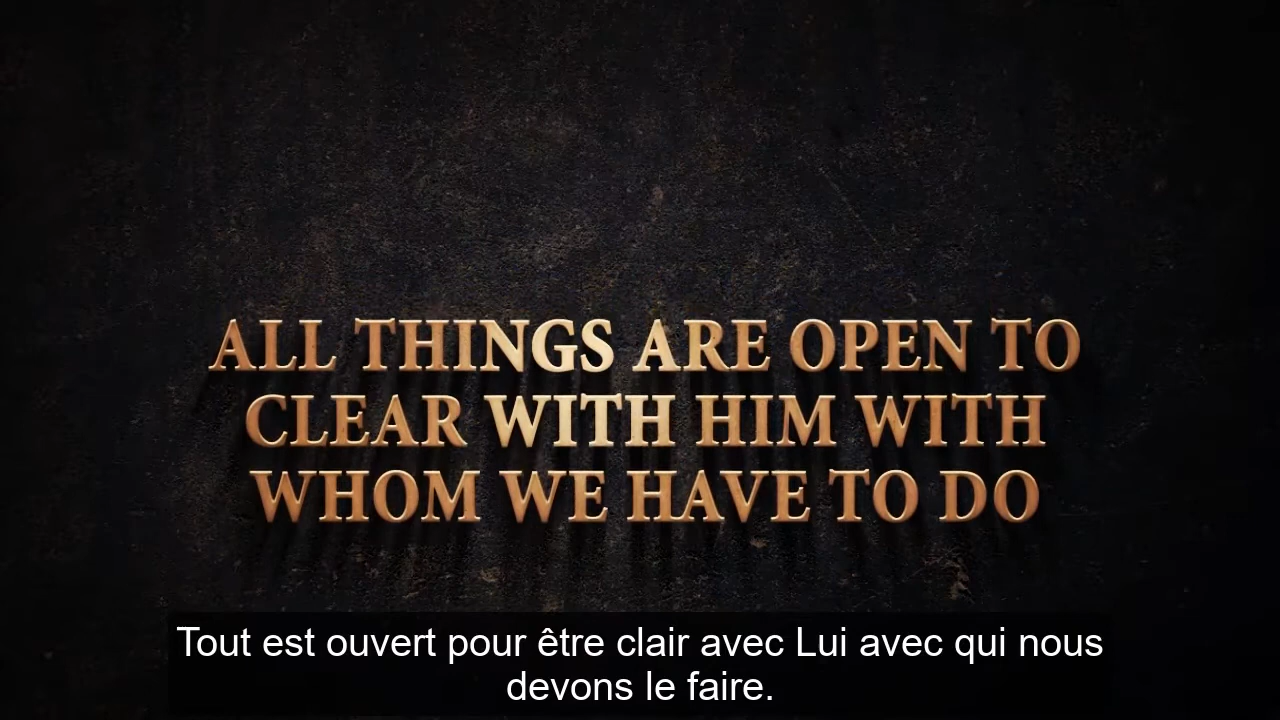 ALL THINGS ARE OPEN TO
CLEAR WITH HIM WITH
WHOM WE HAVE TO DO
Tout est ouvert pour être clair avec Lui avec qui nous
devons le faire.